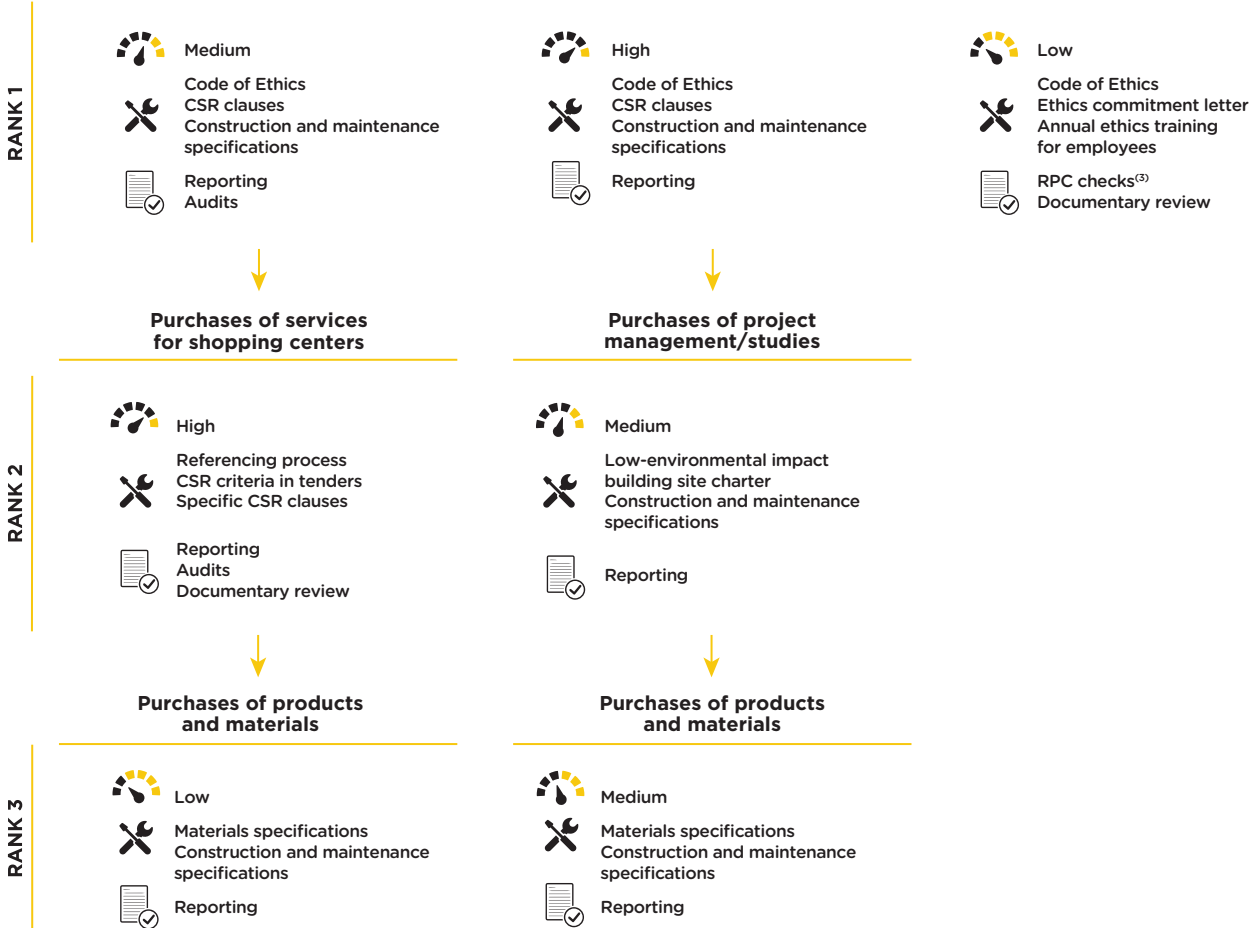 RANK 1
Medium
Code of Ethics
CSR clauses
Construction and maintenance
specifications
Reporting
Audits
High
Code of Ethics
CSR clauses
Construction and maintenance
specifications
Reporting
Low
Code of Ethics
Ethics commitment letter
Annual ethics training
for employees
RPC checks(3)
Documentary review
Purchases of services
for shopping centers
Purchases of project
management/studies
RANK 2
High
Referencing process
CSR criteria in tenders
Specific CSR clauses
Reporting
Audits
Documentary review
Medium
Low-environmental impact
building site charter
Construction and maintenance
specifications
Reporting
Purchases of products
and materials
Purchases of products
and materials
RANK 3
Low
Materials specifications
Construction and maintenance
specifications
Reporting
Medium
Materials specifications
Construction and maintenance
specifications
Reporting